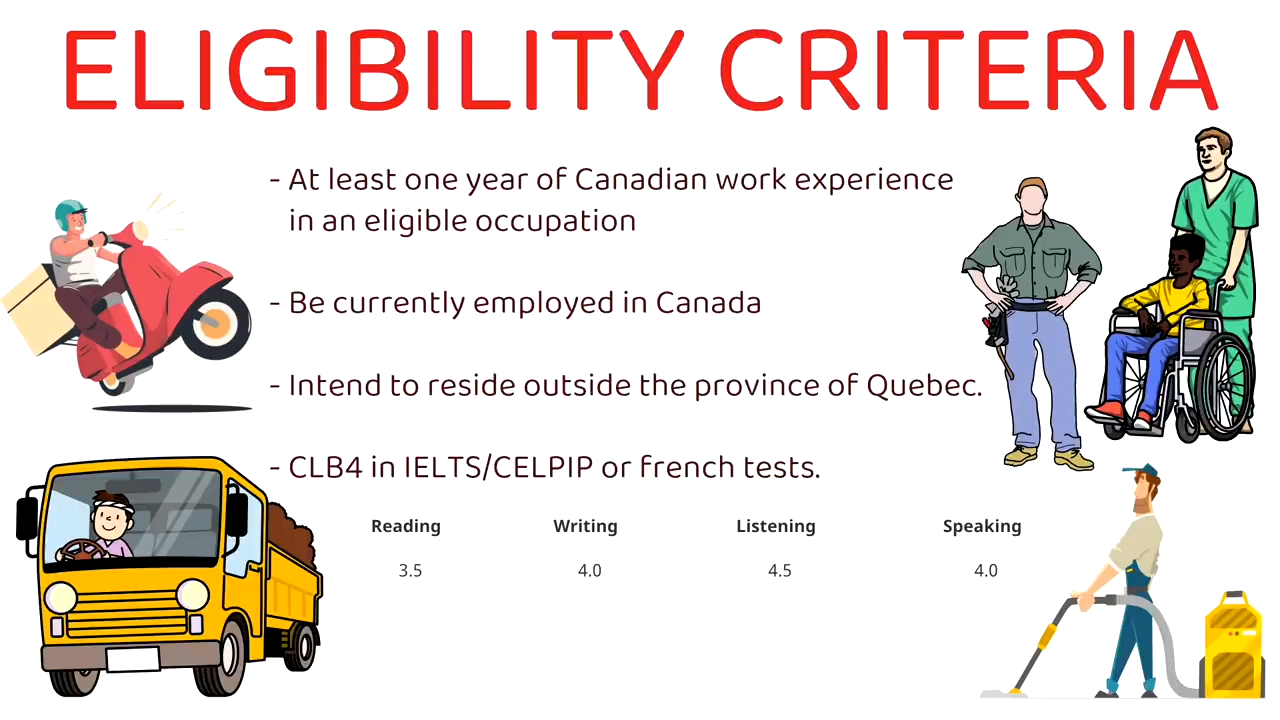 ELIGIBILITY CRITERIA
- At least one year of Canadian work experience
in an eligible occupation
- Be currently employed in Canada
- Intend to reside outside the province of Quebec.
- CLB4 in IELTS/CELPIP or french tests.
Reading Writing Listening Speaking
3.5 4.0 4.5 4.0